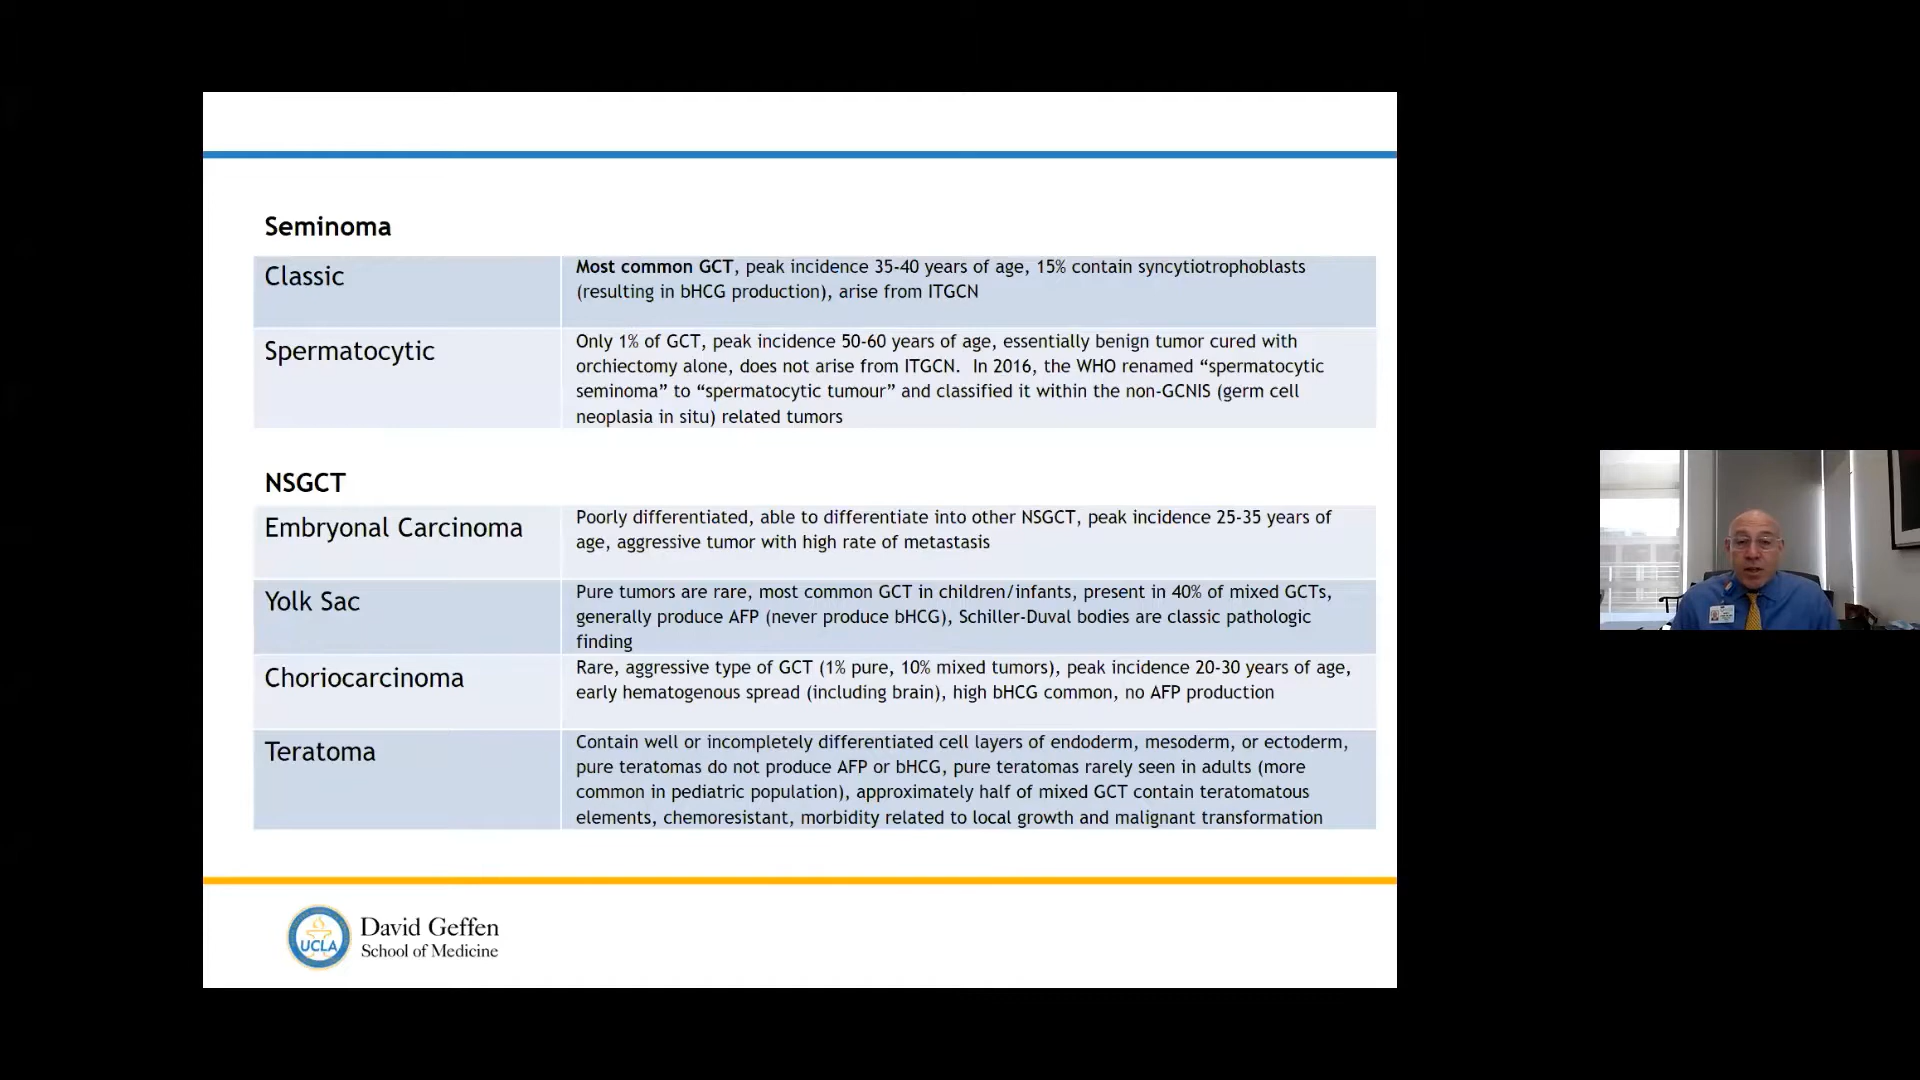 Seminoma
Classic
Most common GCT, peak incidence 35-40 years of age, 15% contain syncytiotrophoblasts
(resulting in bHCG production), arise from ITGCN
Spermatocytic
Only 1% of GCT, peak incidence 50-60 years of age, essentially benign tumor cured with
orchiectomy alone, does not arise from ITGCN. In 2016, the WHO renamed “spermatocytic
seminoma” to “spermatocytic tumour” and classified it within the non-GCNIS (germ cell
neoplasia in situ) related tumors
NSGCT
Embryonal Carcinoma
Poorly differentiated, able to differentiate into other NSGCT, peak incidence 25-35 years of
age, aggressive tumor with high rate of metastasis
Yolk Sac
Pure tumors are rare, most common GCT in children/infants, present in 40% of mixed GCTs,
generally produce AFP (never produce bHCG), Schiller-Duval bodies are classic pathologic
finding
Choriocarcinoma
Rare, aggressive type of GCT (1% pure, 10% mixed tumors), peak incidence 20-30 years of age,
early hematogenous spread (including brain), high bHCG common, no AFP production
Teratoma
Contain well or incompletely differentiated cell layers of endoderm, mesoderm, or ectoderm,
pure teratomas do not produce AFP or bHCG, pure teratomas rarely seen in adults (more
common in pediatric population), approximately half of mixed GCT contain teratomatous
elements, chemoresistant, morbidity related to local growth and malignant transformation
UCLA
David Geffen
School of Medicine